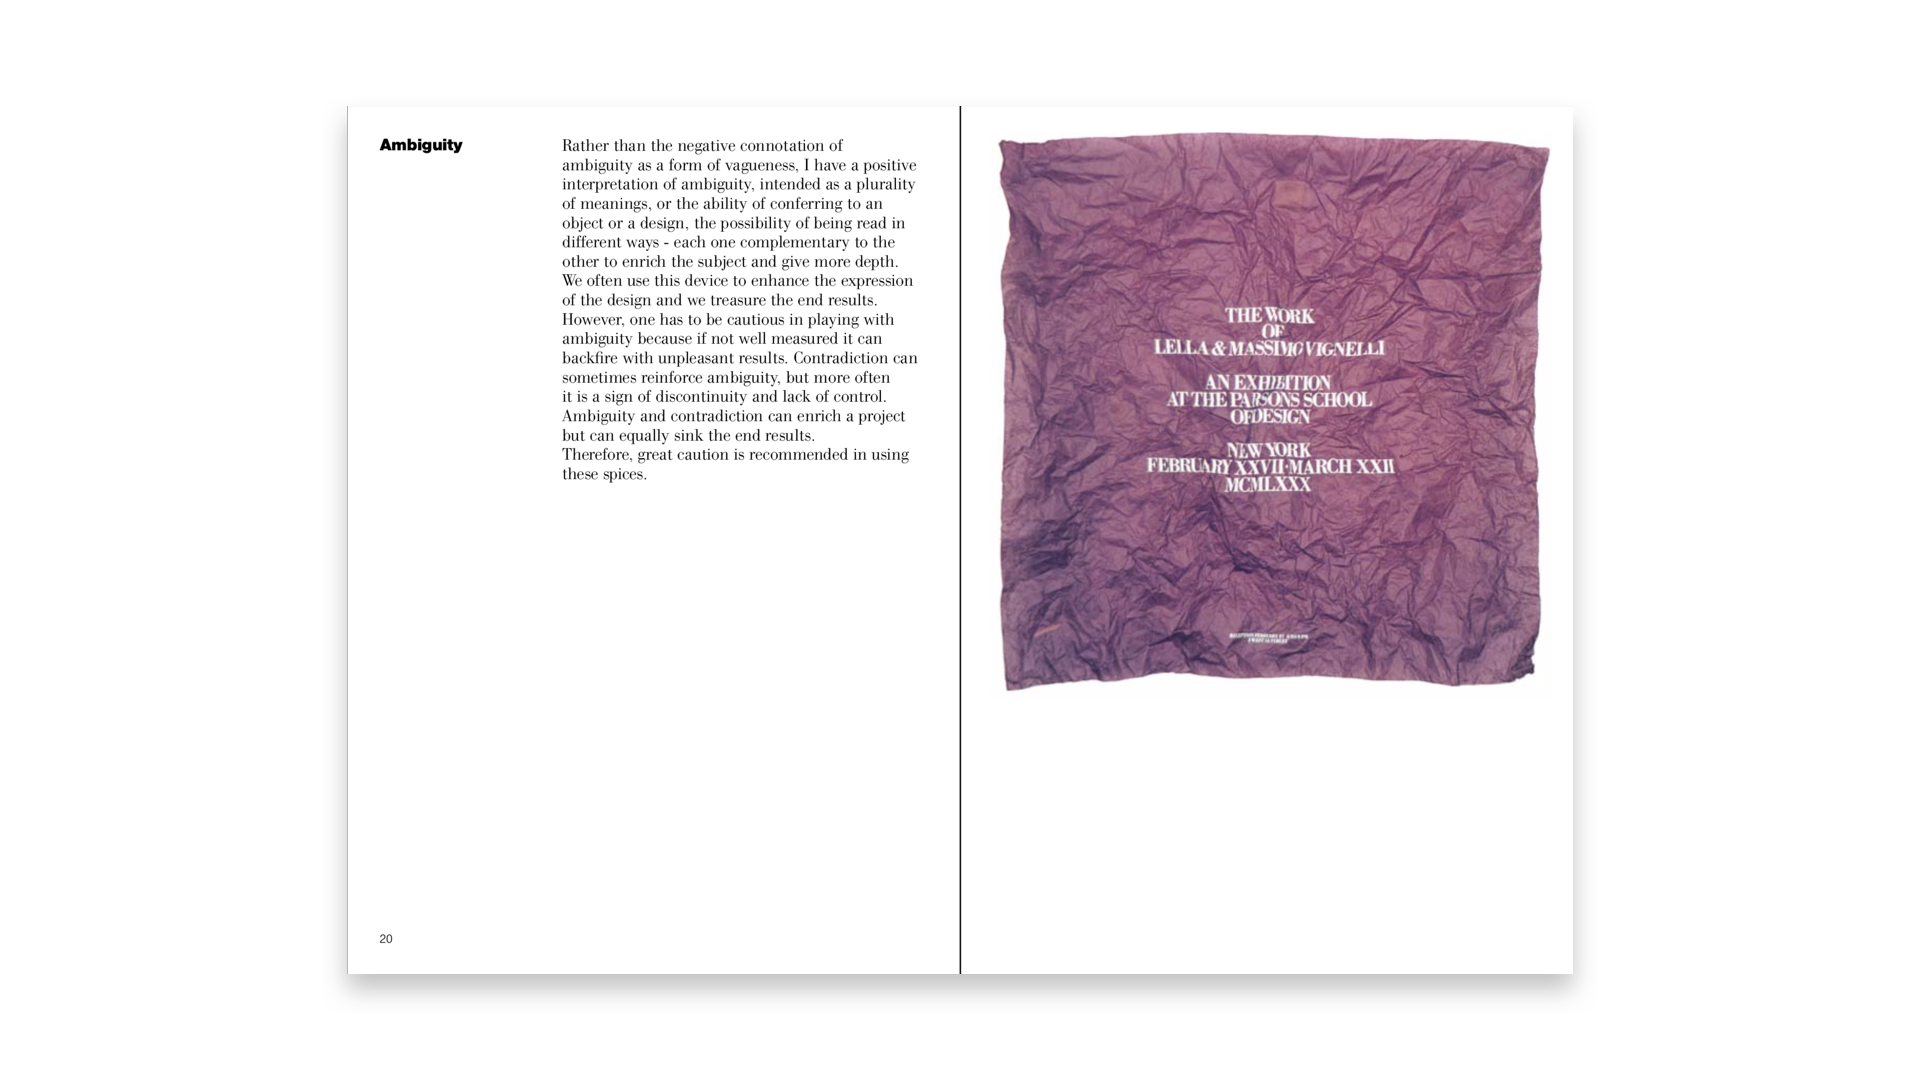 Ambiguity
Rather than the negative connotation of
ambiguity as a form of vagueness, I have a positive
interpretation of ambiguity, intended as a plurality
of meanings, or the ability of conferring to an
object or a design, the possibility of being read in
different ways - each one complementary to the
other to enrich the subject and give more depth.
We often use this device to enhance the expression
of the design and we treasure the end results.
However, one has to be cautious in playing with
ambiguity because if not well measured it can
backfire with unpleasant results. Contradiction can
sometimes reinforce ambiguity, but more often
it is a sign of discontinuity and lack of control.
Ambiguity and contradiction can enrich a project
but can equally sink the end results.
Therefore, great caution is recommended in using
these spices.
20
THE WORK
OF
LELLA & MASSIMO VIGNELLI
AN EXHIBITION
AT THE PARSONS SCHOOL
OF DESIGN
NEW YORK
FEBRUARY XXVII·MARCH XXII
MCMLXXX